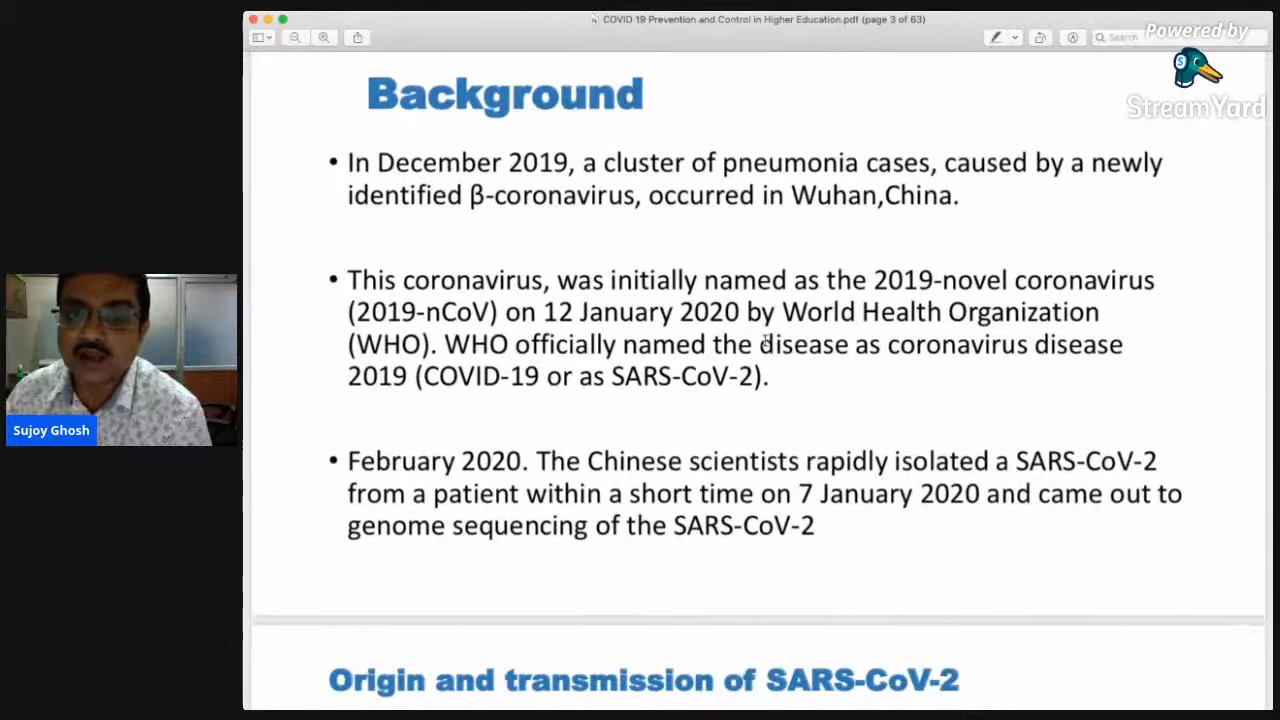 COVID 19 Prevention and Control in Higher Education.pdf (page 3 of 63)
Search
Powered by
StreamYard
Background
• In December 2019, a cluster of pneumonia cases, caused by a newly
identified β-coronavirus, occurred in Wuhan,China.
• This coronavirus, was initially named as the 2019-novel coronavirus
(2019-nCoV) on 12 January 2020 by World Health Organization
(WHO). WHO officially named the disease as coronavirus disease
2019 (COVID-19 or as SARS-CoV-2).
• February 2020. The Chinese scientists rapidly isolated a SARS-CoV-2
from a patient within a short time on 7 January 2020 and came out to
genome sequencing of the SARS-CoV-2
Origin and transmission of SARS-CoV-2
Sujoy Ghosh